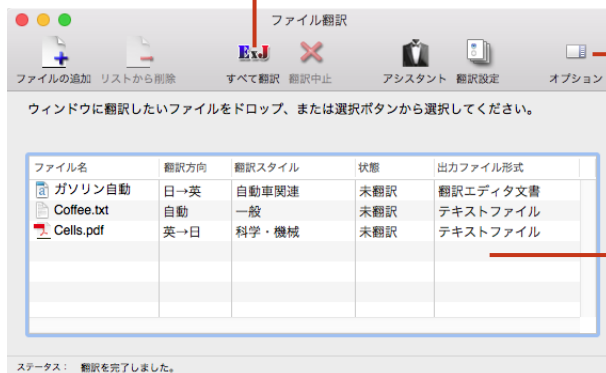 ファイル翻訳
ファイルの追加 リストから削除 すべて翻訳 翻訳中止 アシスタント 翻訳設定 オプション
ExJ
ウィンドウに翻訳したいファイルをドロップ、または選択ボタンから選択してください。
ファイル名 翻訳方向 翻訳スタイル 状態 出力ファイル形式
ガソリン自動 日→英 自動車関連 未翻訳 翻訳エディタ文書
Coffee.txt 自動 一般 未翻訳 テキストファイル
Cells.pdf 英→日 科学・機械 未翻訳 テキストファイル
ステータス： 翻訳を完了しました。